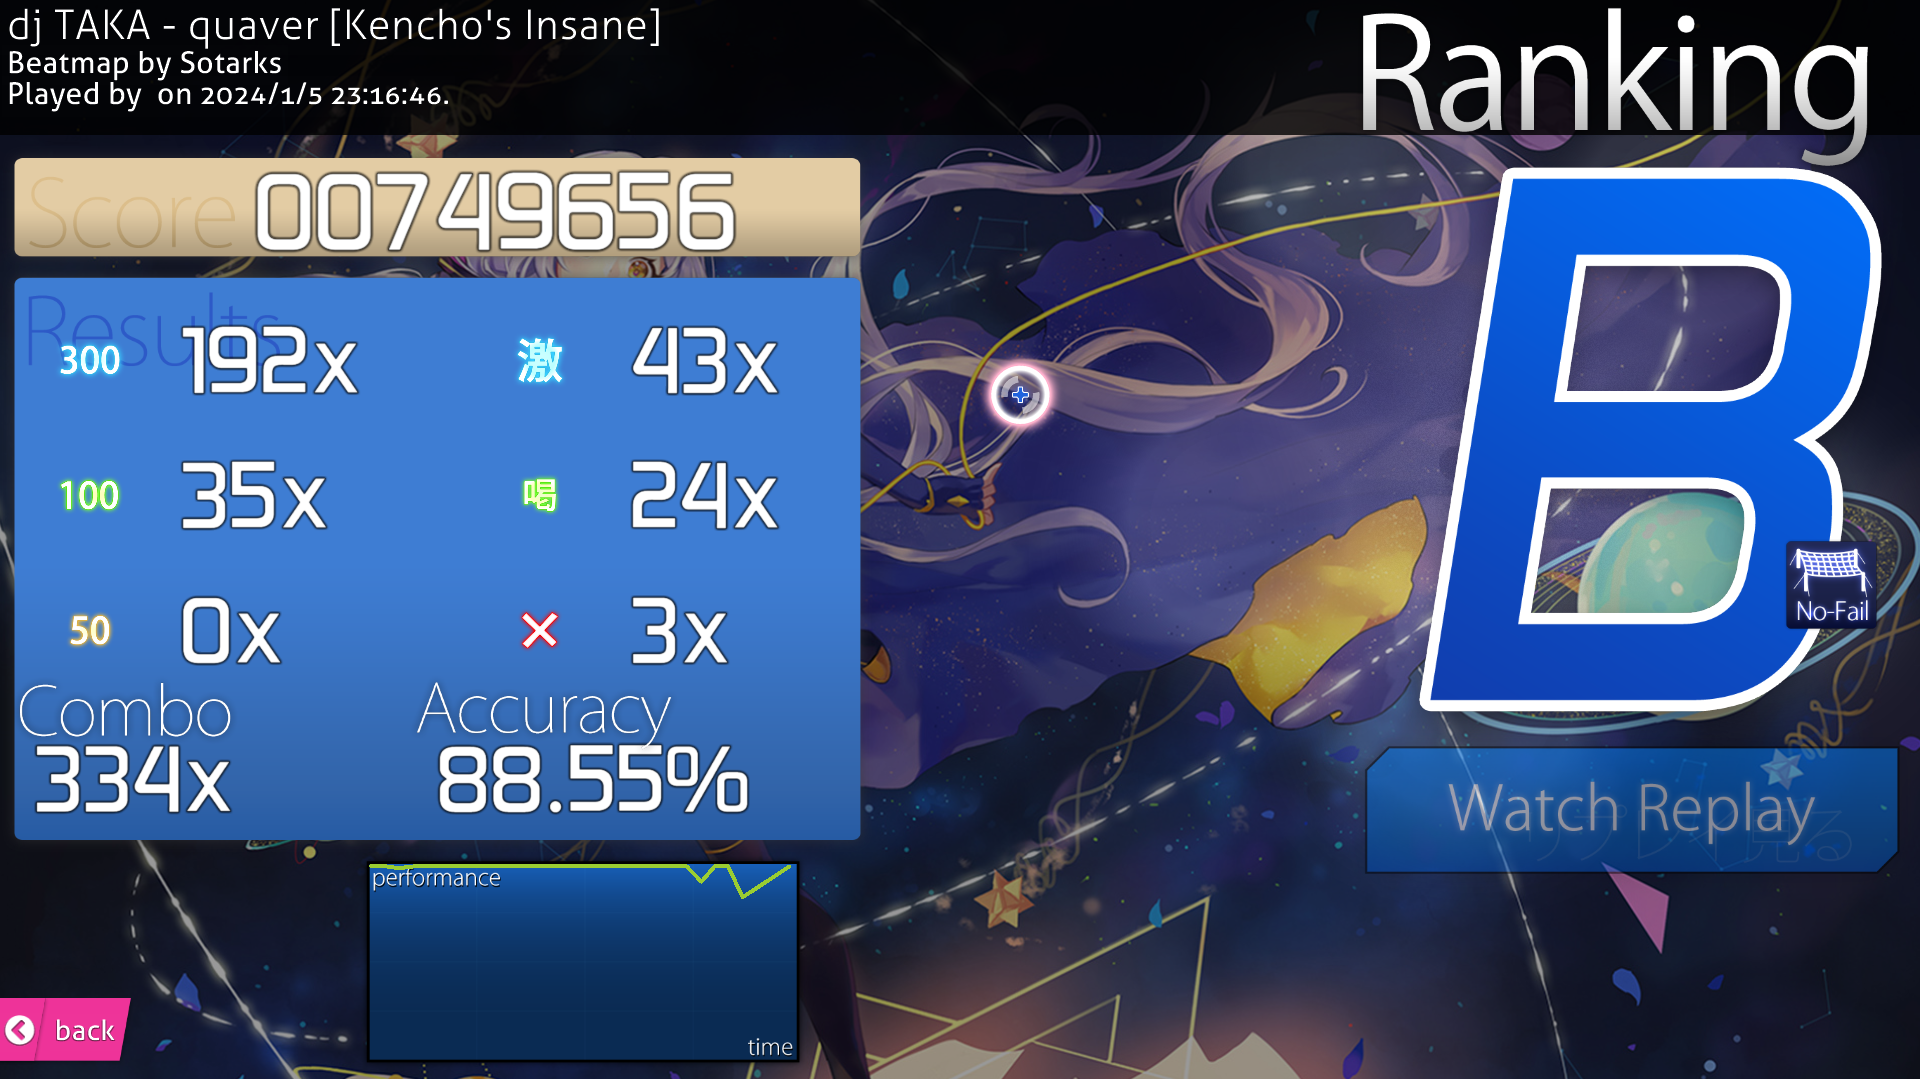 dj TAKA - quaver [Kencho's Insane]
Beatmap by Sotarks
Played by  on 2024/1/5 23:16:46.
Ranking
Score 00749656
Results
300 192x 激 43x
100 35x 喝 24x
50 0x 3x
Combo Accuracy
334x 88.55%
B
No-Fail
Watch Replay
performance
time
back